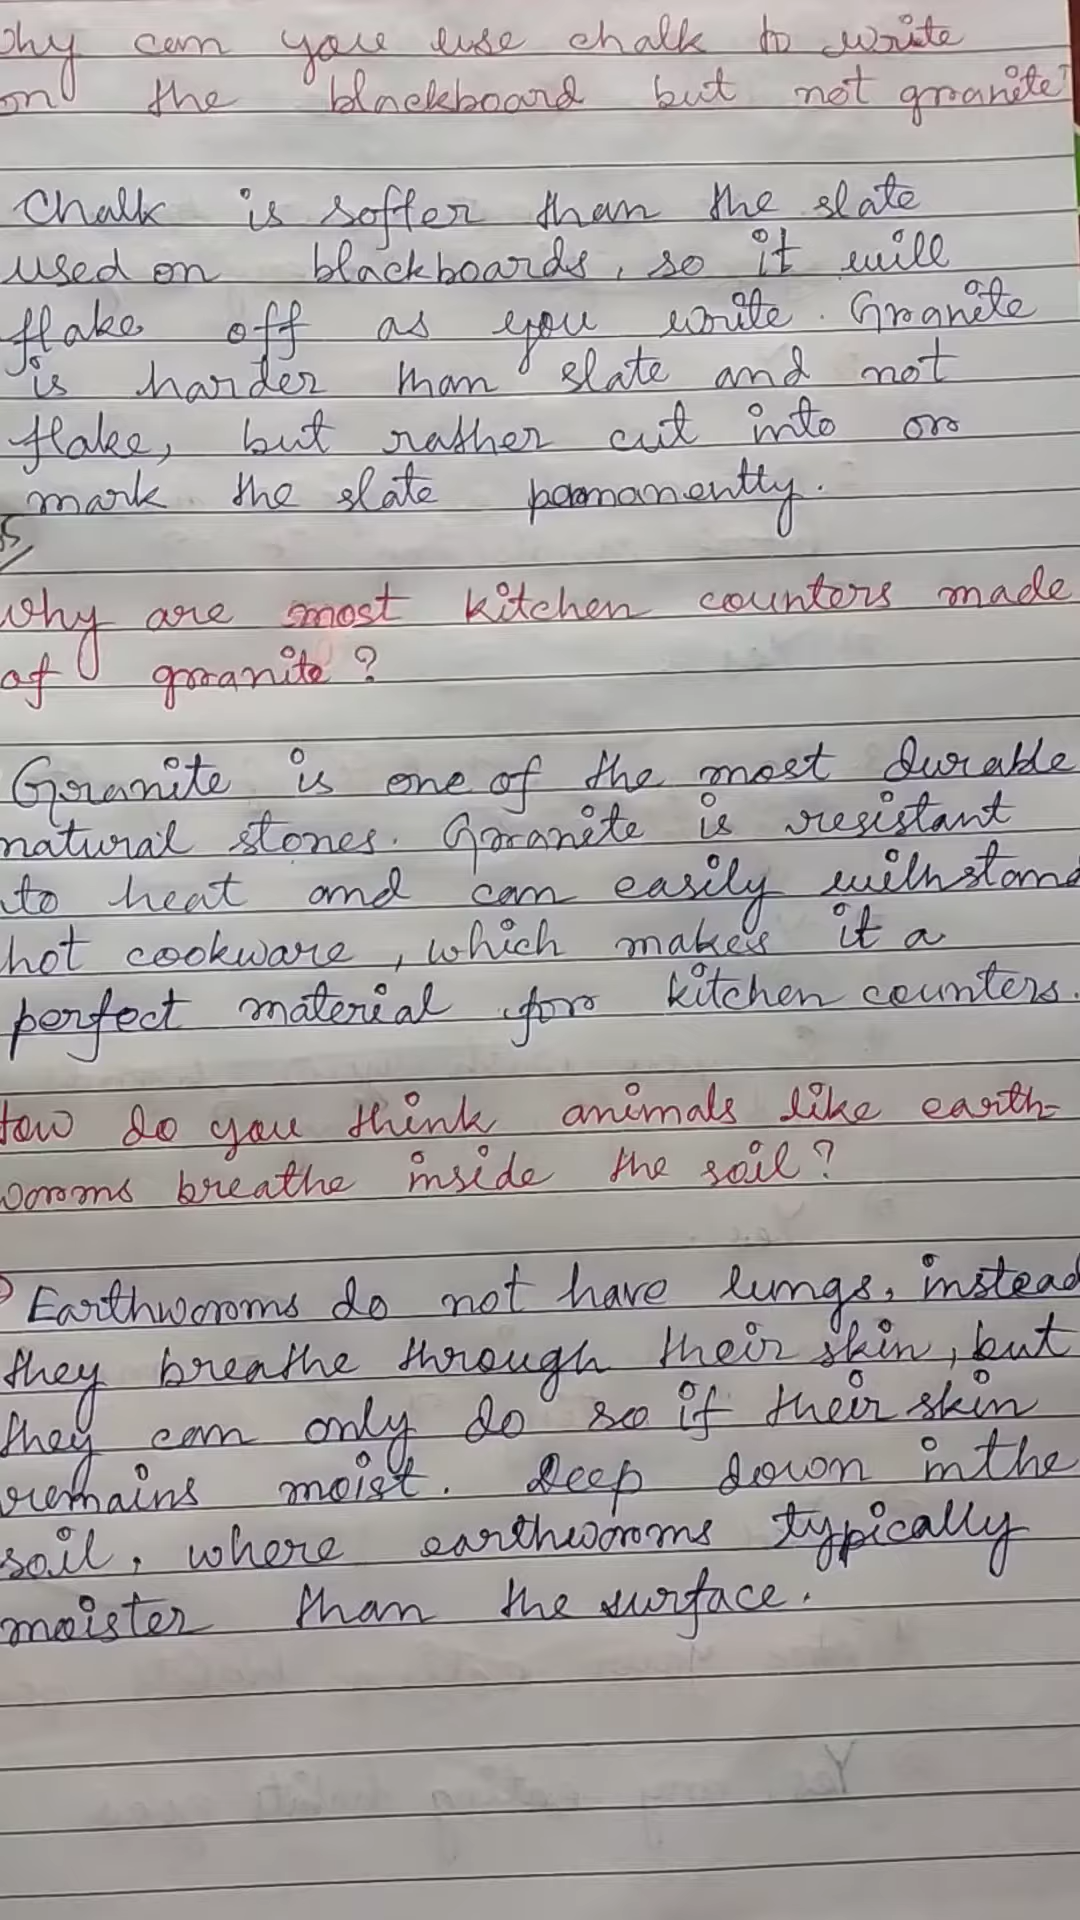 why can you use chalk to write
on the blackboard but not granite?
Chalk is softer than the slate
used on blackboards, so it will
flake off as you write. Granite
is harder than slate and not
flake, but rather cut into or
mark the slate permanently.
why are most kitchen counters made
of granite?
Granite is one of the most durable
natural stones. Granite is resistant
to heat and can easily withstand
hot cookware, which makes it a
perfect material for kitchen counters.
How do you think animals like earth-
worms breathe inside the soil?
Earthworms do not have lungs, instead
they breathe through their skin, but
they can only do so if their skin
remains moist. Deep down in the
soil, where earthworms typically
moister than the surface.